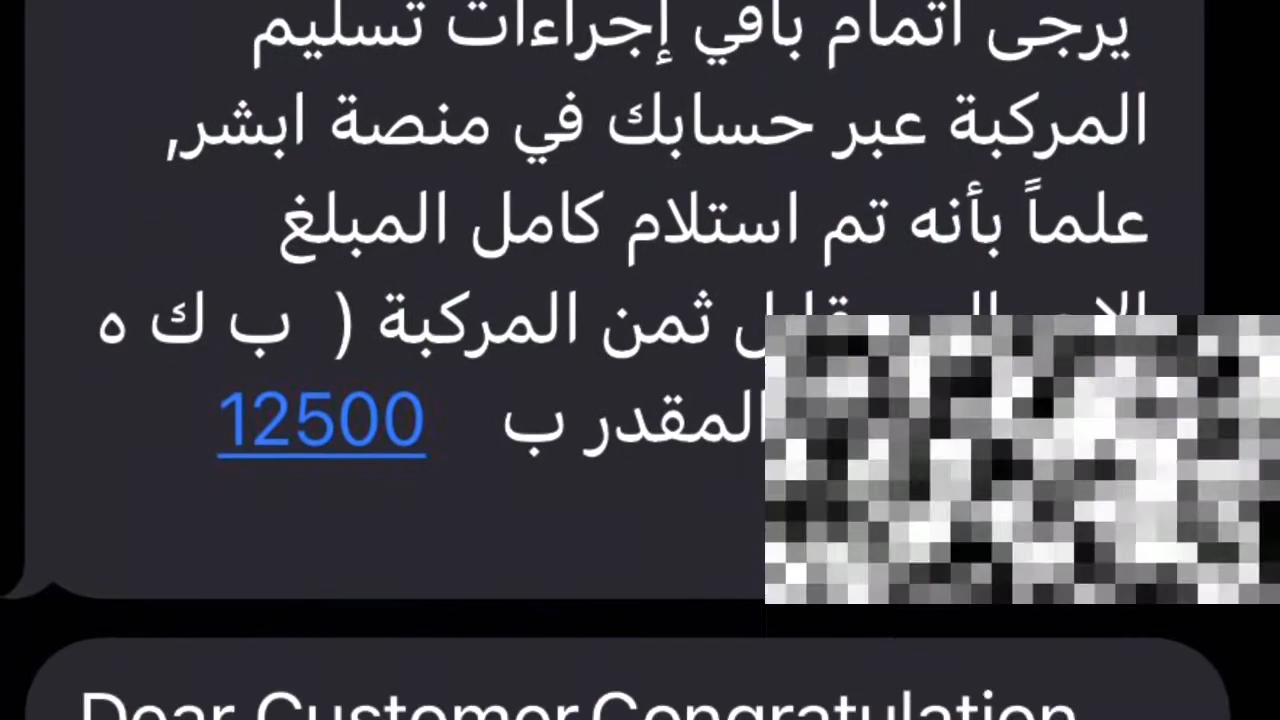 يرجى اتمام باقي إجراءات تسليم
المركبة عبر حسابك في منصة ابشر,
علماً بأنه تم استلام كامل المبلغ
ثمن المركبة ( ب ك ه
المقدر ب 12500
Dear Customer,Congratulation